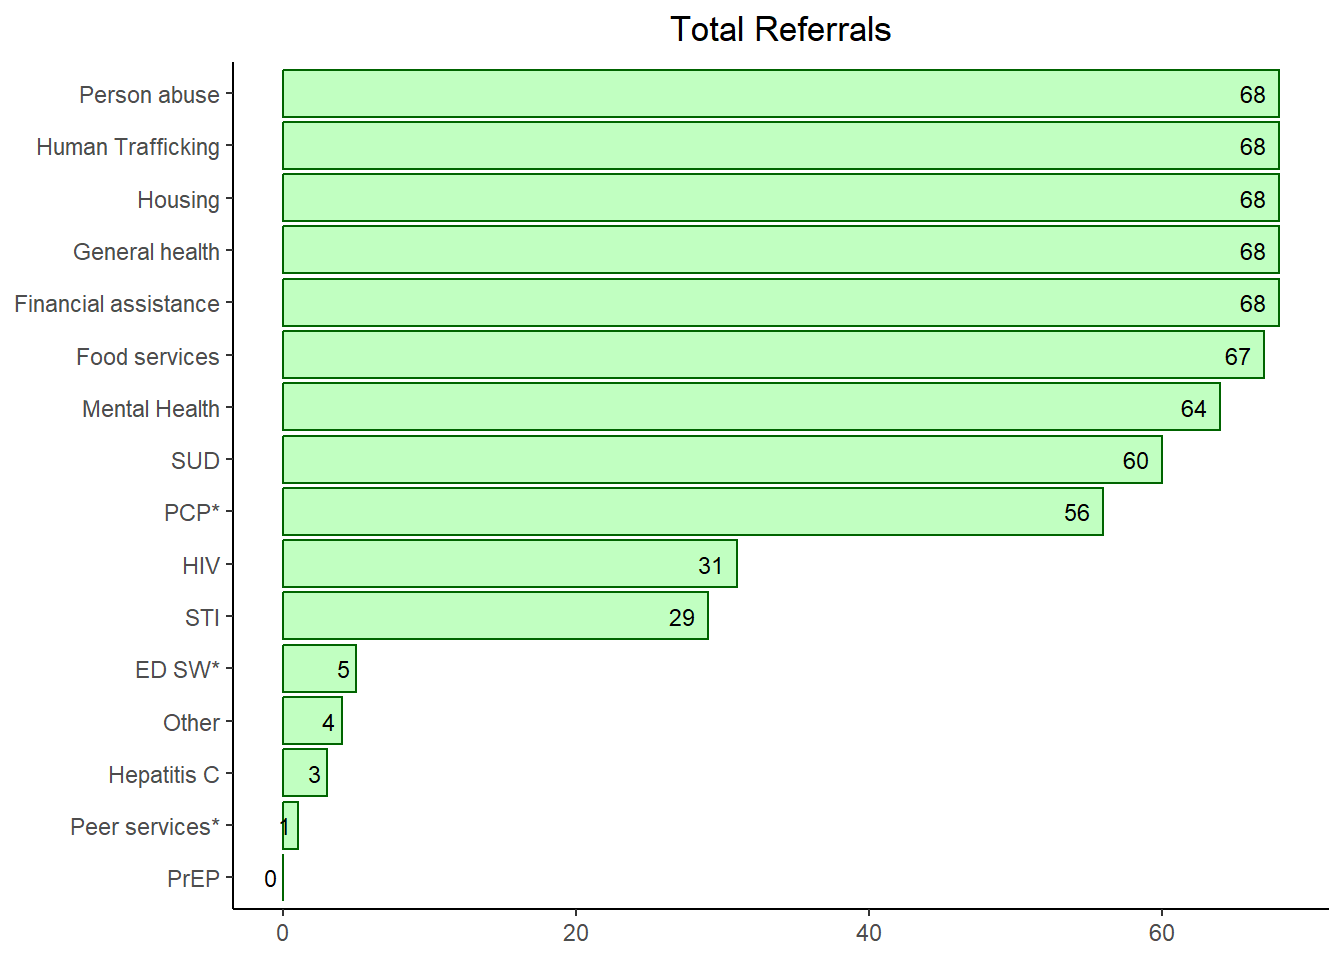 Total Referrals
Person abuse 68
Human Trafficking 68
Housing 68
General health 68
Financial assistance 68
Food services 67
Mental Health 64
SUD 60
PCP* 56
HIV 31
STI 29
ED SW* 5
Other 4
Hepatitis C 3
Peer services* 1
PrEP 0
0 20 40 60